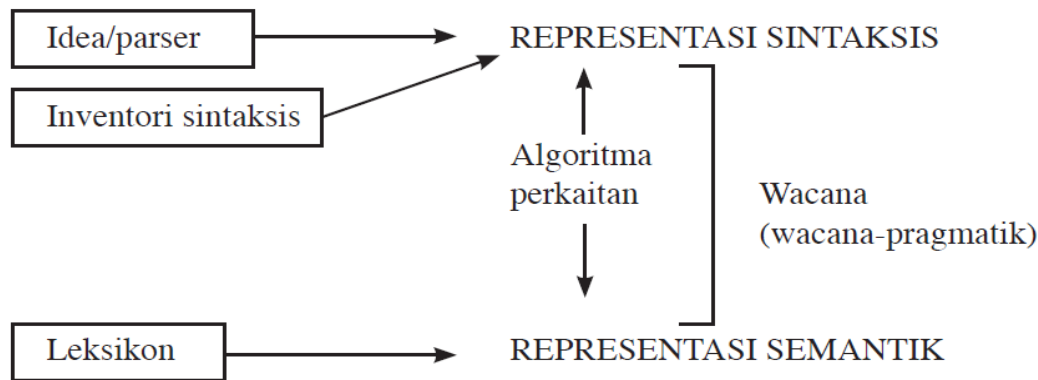 Idea/parser
REPRESENTASI SINTAKSIS
Inventori sintaksis
Algoritma
perkaitan
Wacana
(wacana-pragmatik)
Leksikon
REPRESENTASI SEMANTIK